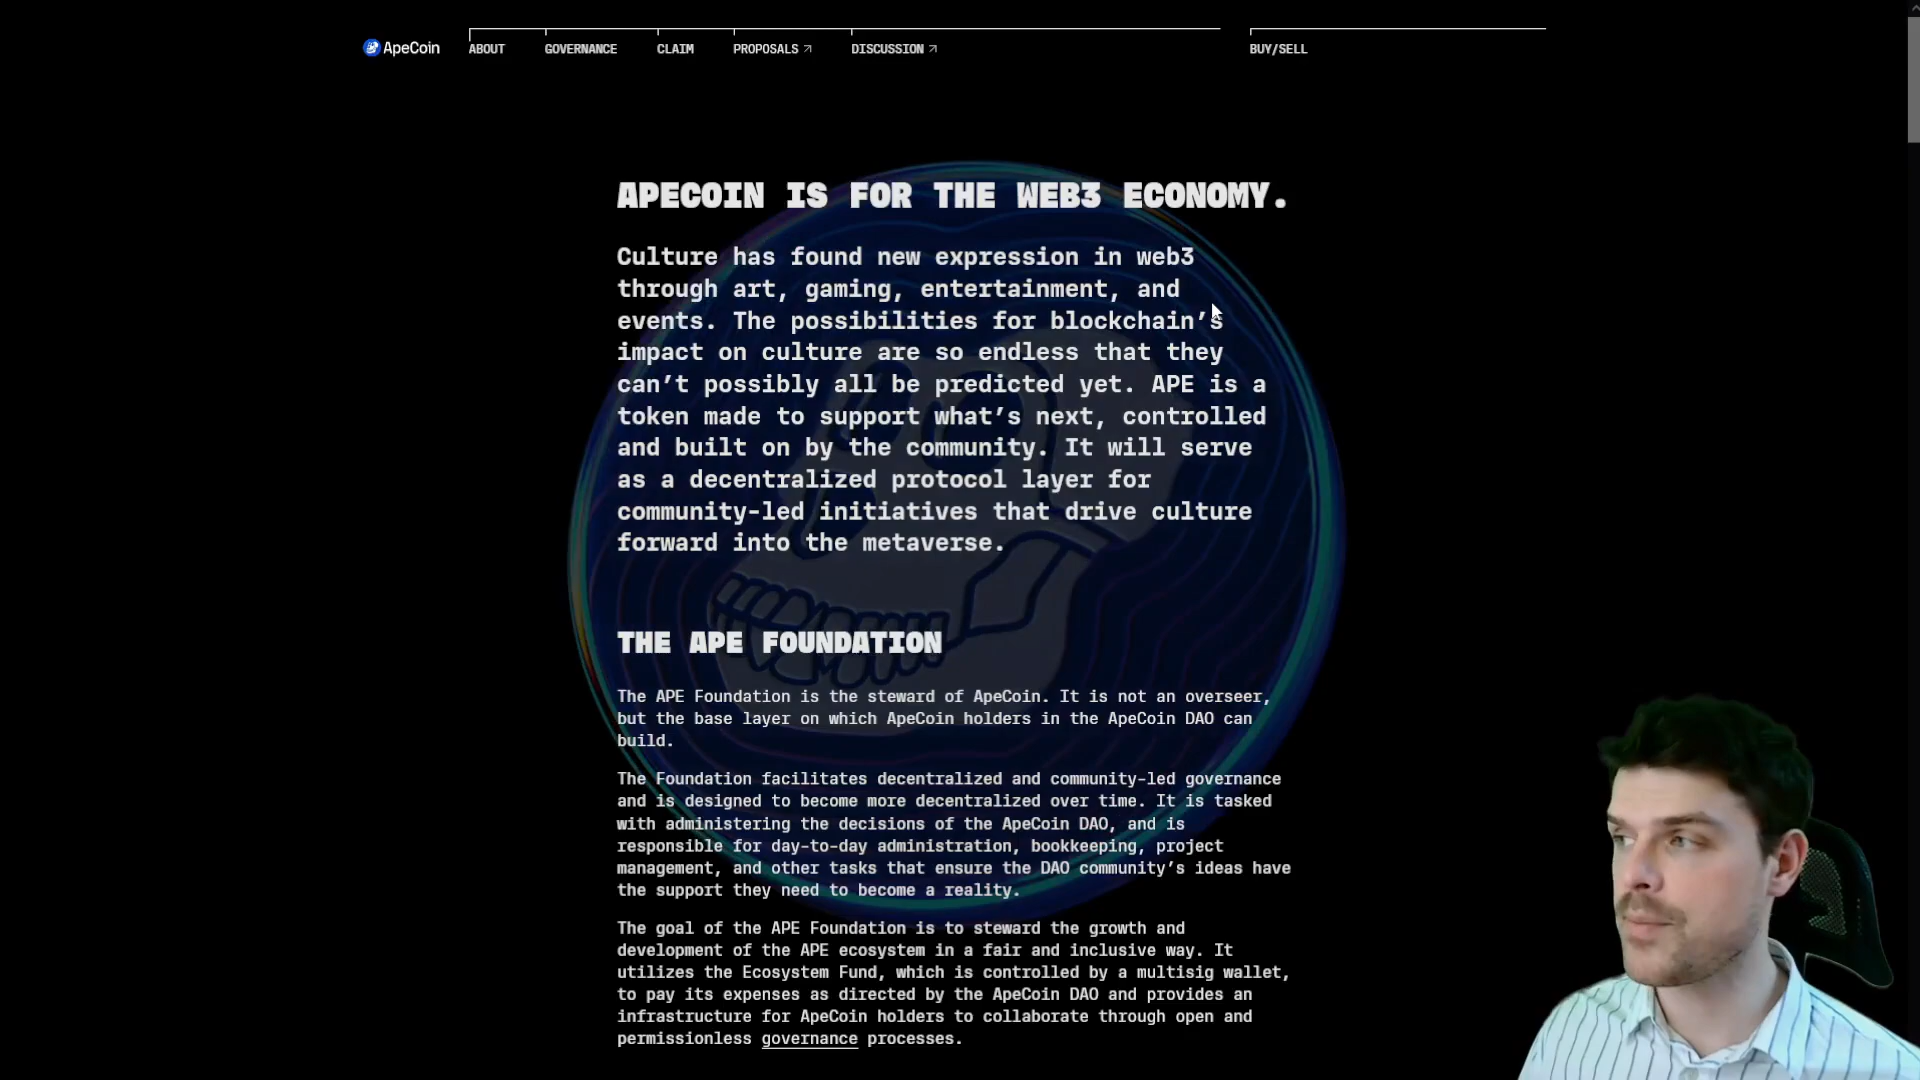 ApeCoin
ABOUT
GOVERNANCE
CLAIM
PROPOSALS
DISCUSSION
BUY/SELL
APECOIN IS FOR THE WEB3 ECONOMY.
Culture has found new expression in web3
through art, gaming, entertainment, and
events. The possibilities for blockchain’s
impact on culture are so endless that they
can’t possibly all be predicted yet. APE is a
token made to support what’s next, controlled
and built on by the community. It will serve
as a decentralized protocol layer for
community-led initiatives that drive culture
forward into the metaverse.
THE APE FOUNDATION
The APE Foundation is the steward of ApeCoin. It is not an overseer,
but the base layer on which ApeCoin holders in the ApeCoin DAO can
build.
The Foundation facilitates decentralized and community-led governance
and is designed to become more decentralized over time. It is tasked
with administering the decisions of the ApeCoin DAO, and is
responsible for day-to-day administration, bookkeeping, project
management, and other tasks that ensure the DAO community’s ideas have
the support they need to become a reality.
The goal of the APE Foundation is to steward the growth and
development of the APE ecosystem in a fair and inclusive way. It
utilizes the Ecosystem Fund, which is controlled by a multisig wallet,
to pay its expenses as directed by the ApeCoin DAO and provides an
infrastructure for ApeCoin holders to collaborate through open and
permissionless governance processes.